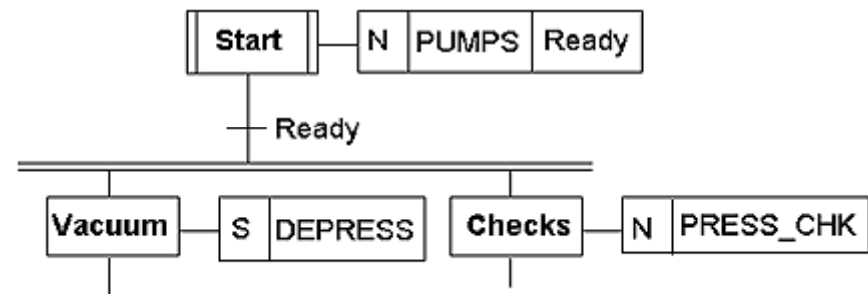 Start N PUMPS Ready
Ready
Vacuum S DEPRESS Checks N PRESS_CHK